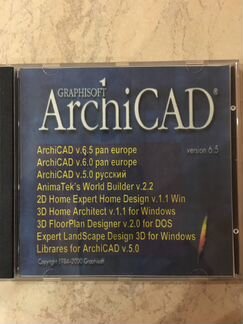 GRAPHISOFT
ArchiCAD®
version 6.5
ArchiCAD v.6.5 pan europe
ArchiCAD v.6.0 pan europe
ArchiCAD v.5.0 русский
AnimaTek's World Builder v.2.2
2D Home Expert Home Design v.1.1 Win
3D Home Architect v.1.1 for Windows
3D FloorPlan Designer v.2.0 for DOS
Expert LandScape Design 3D for Windows
Librares for ArchiCAD v.5.0
Copyright 1984-2000 Graphisoft